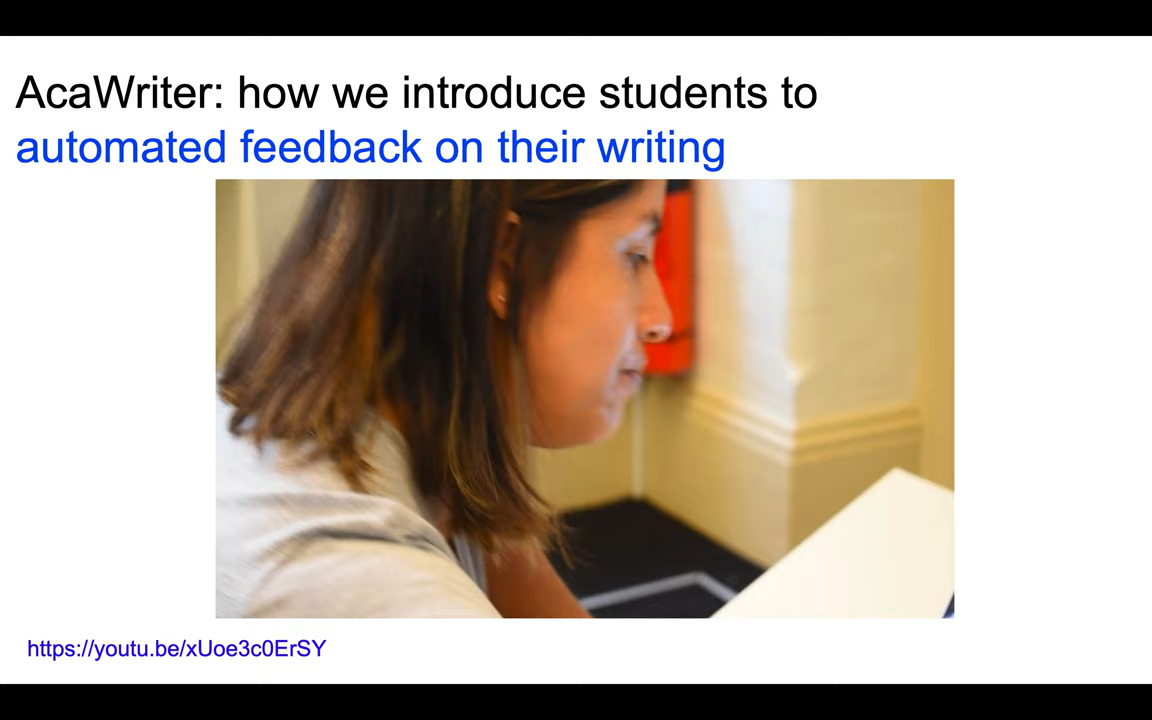 AcaWriter: how we introduce students to
automated feedback on their writing
https://youtu.be/xUoe3c0ErSY